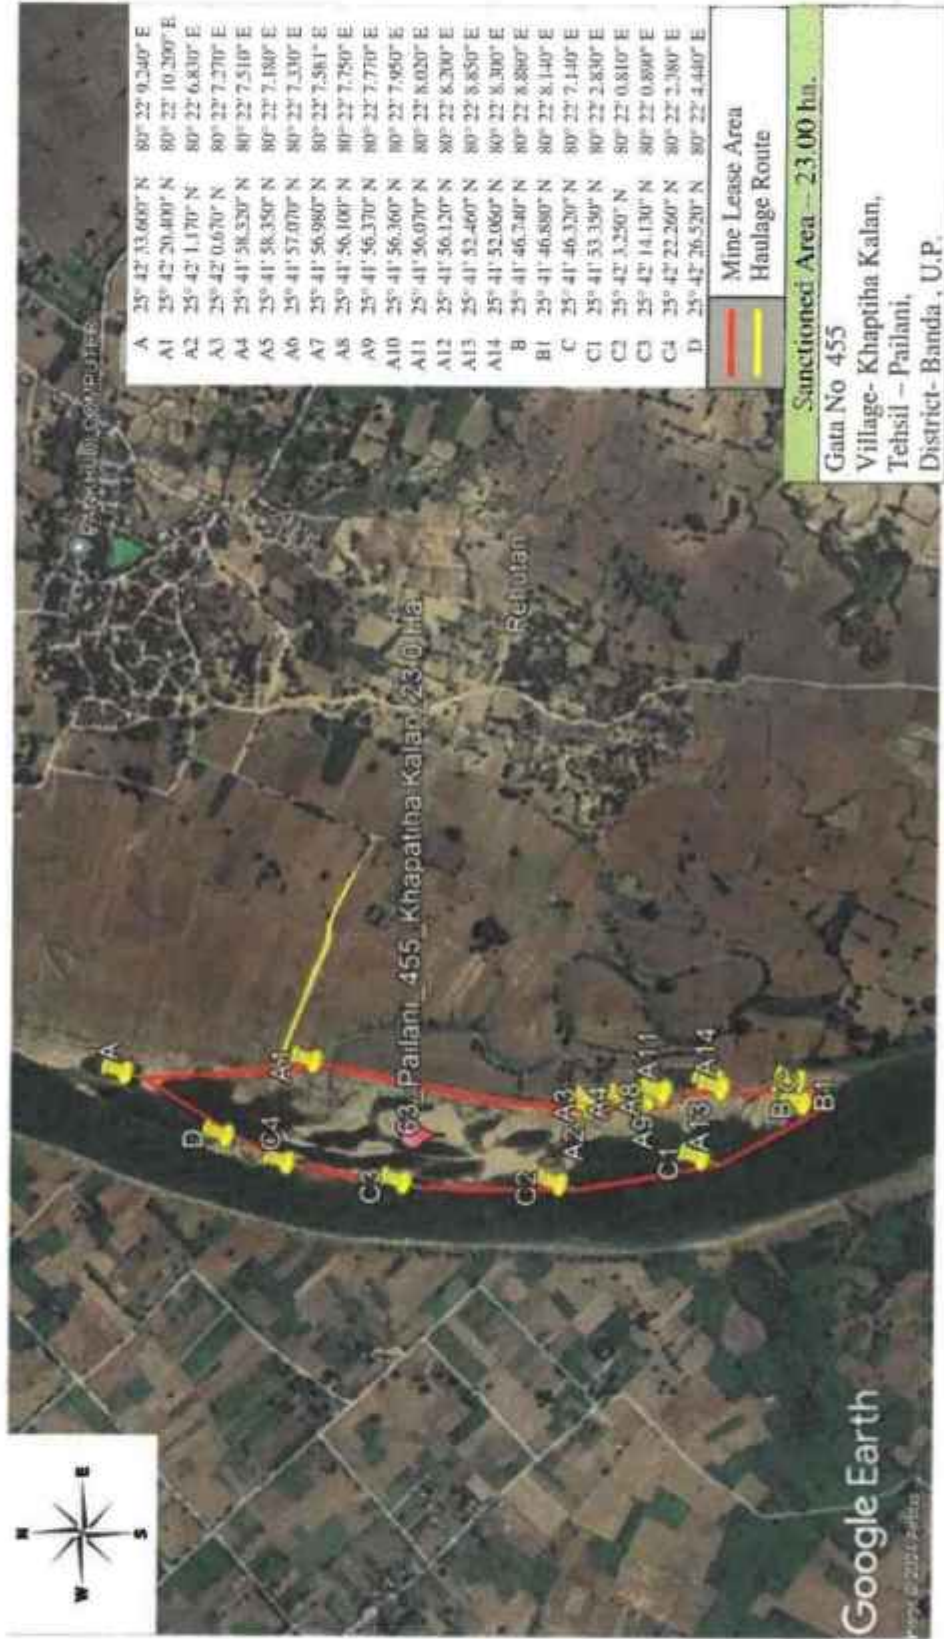 N
W E
S
A 25° 42' 33.600" N 80° 22' 9.240" E
A1 25° 42' 20.400" N 80° 22' 10.200" E
A2 25° 42' 1.170" N 80° 22' 6.830" E
A3 25° 42' 0.670" N 80° 22' 7.270" E
A4 25° 41' 58.320" N 80° 22' 7.510" E
A5 25° 41' 58.350" N 80° 22' 7.180" E
A6 25° 41' 57.070" N 80° 22' 7.330" E
A7 25° 41' 56.980" N 80° 22' 7.561" E
A8 25° 41' 56.100" N 80° 22' 7.750" E
A9 25° 41' 56.370" N 80° 22' 7.770" E
A10 25° 41' 56.360" N 80° 22' 7.950" E
A11 25° 41' 56.070" N 80° 22' 8.020" E
A12 25° 41' 56.120" N 80° 22' 8.200" E
A13 25° 41' 52.460" N 80° 22' 8.850" E
A14 25° 41' 52.060" N 80° 22' 8.300" E
B 25° 41' 46.740" N 80° 22' 8.880" E
B1 25° 41' 46.880" N 80° 22' 8.140" E
C 25° 41' 46.320" N 80° 22' 7.140" E
C1 25° 41' 53.330" N 80° 22' 2.830" E
C2 25° 42' 3.250" N 80° 22' 0.810" E
C3 25° 42' 14.130" N 80° 22' 0.890" E
C4 25° 42' 22.260" N 80° 22' 2.380" E
D 25° 42' 26.520" N 80° 22' 4.440" E
Mine Lease Area
Haulage Route
Sanctioned Area – 23.00 ha.
Gata No 455
Village- Khaptiha Kalan,
Tehsil – Pailani,
District- Banda , U.P.
COMPUTER
A
D
A1
C4
C3
63_Pailani_455_Khapatiha Kalan_23.0Ha
Rehutan
C2
A2 A3
A4
A9 A8
A11
C1
A13
A14
B C
B1
Google Earth